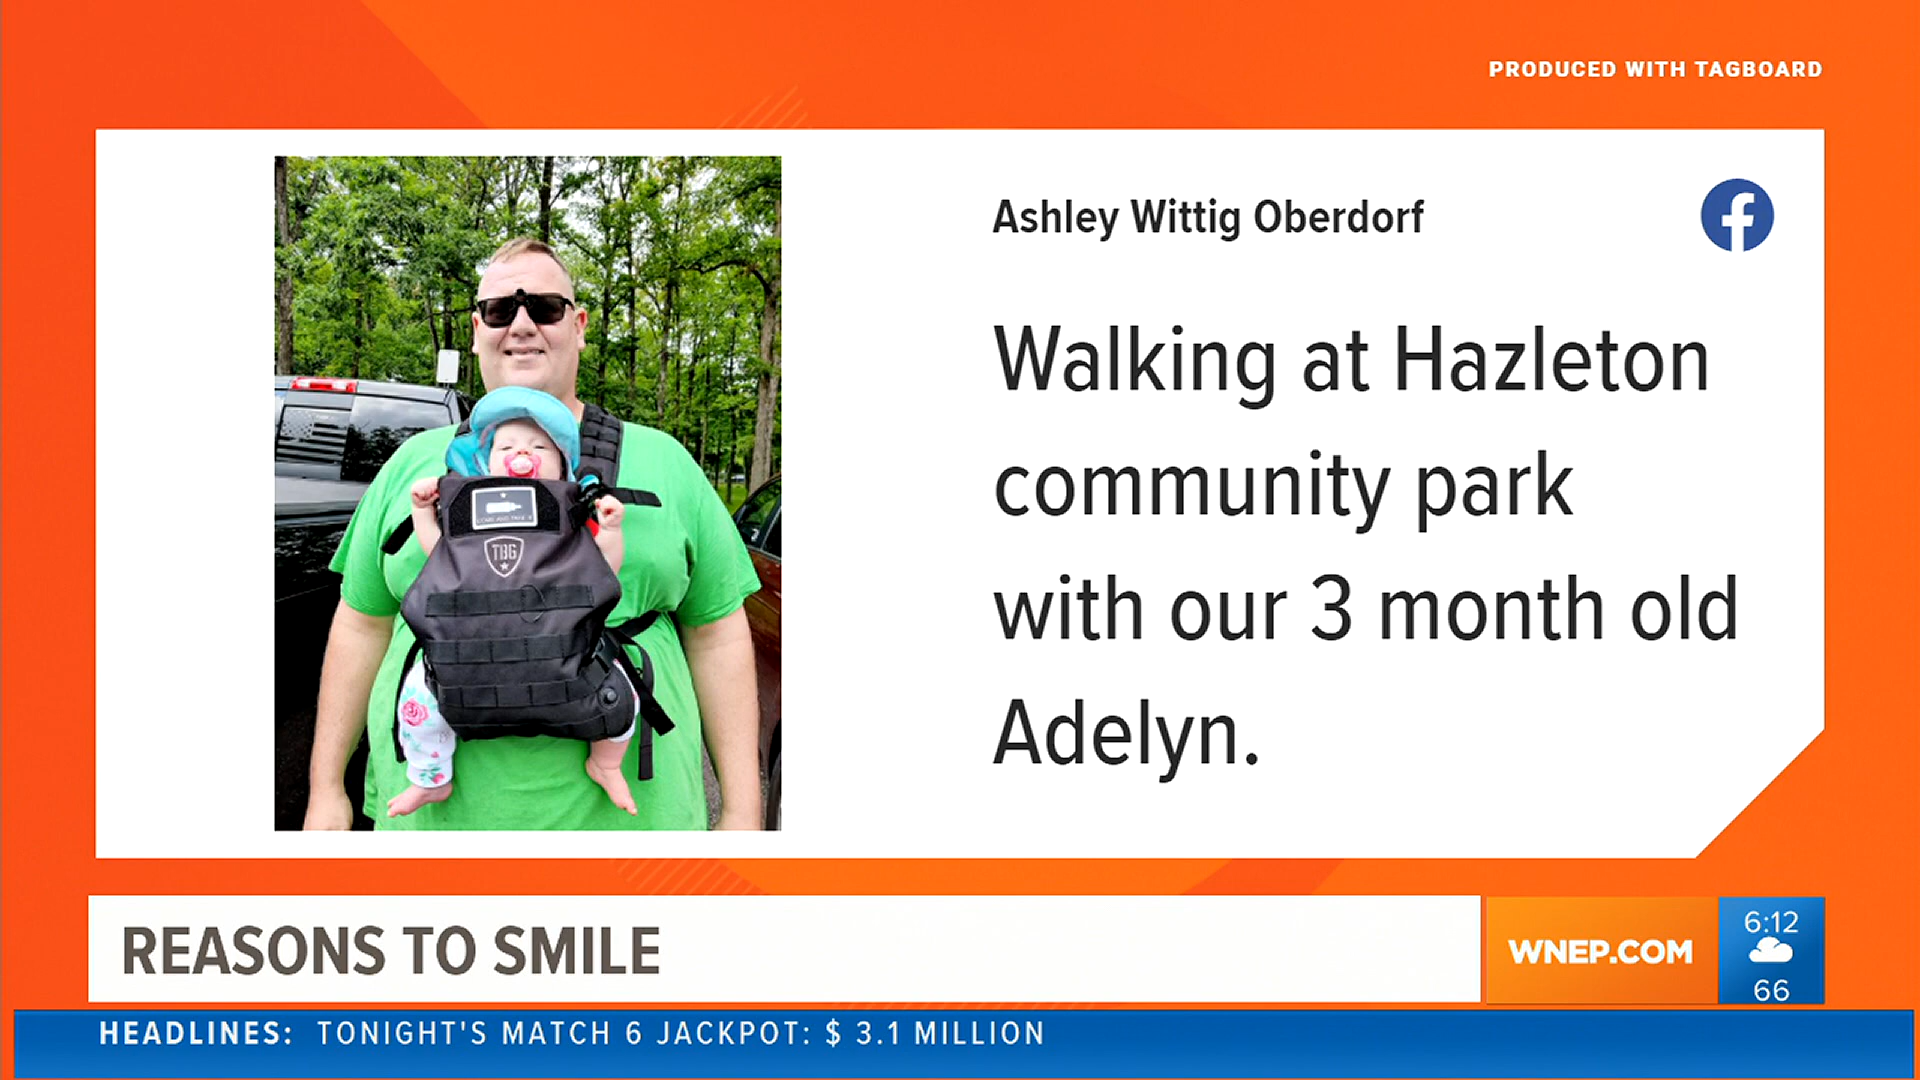 PRODUCED WITH TAGBOARD
Ashley Wittig Oberdorf
Walking at Hazleton
community park
with our 3 month old
Adelyn.
TBG
REASONS TO SMILE
WNEP.COM
6:12
66
HEADLINES: TONIGHT'S MATCH 6 JACKPOT: $ 3.1 MILLION